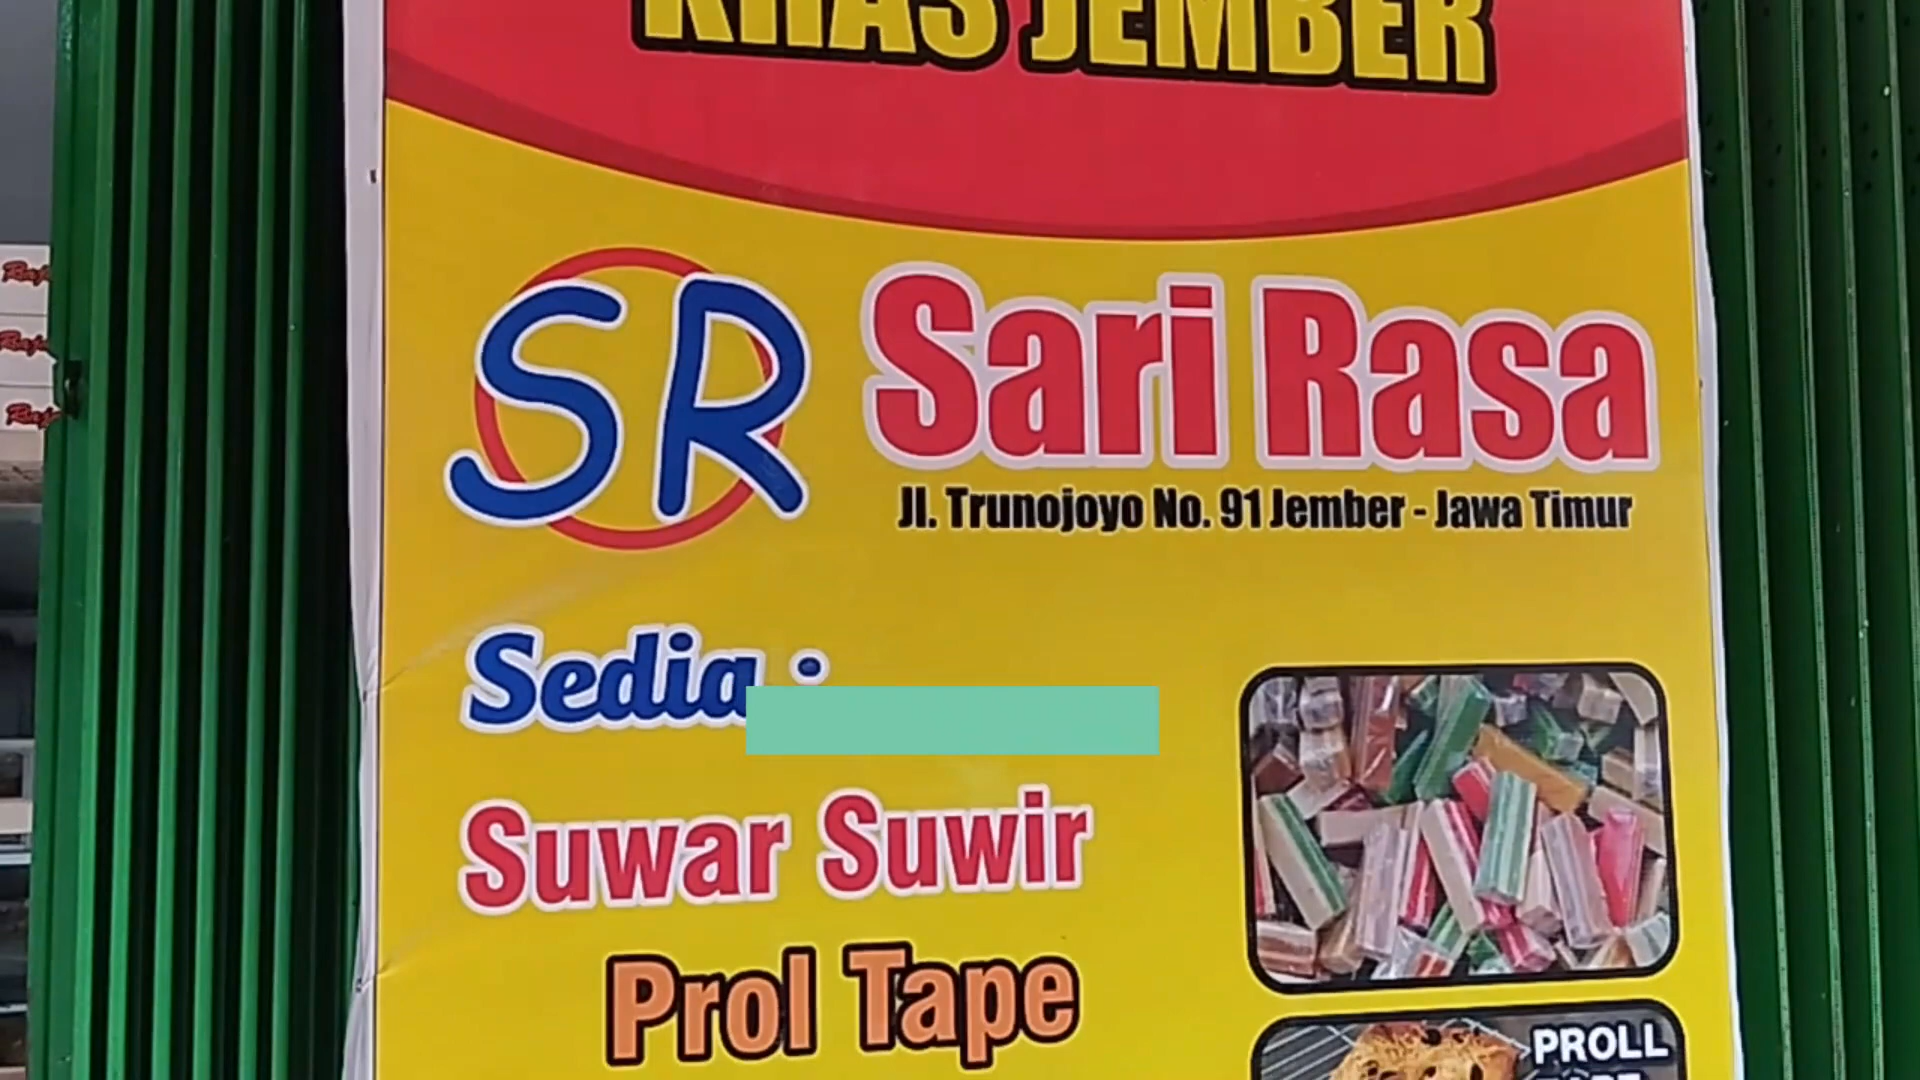 KHAS JEMBER
SR
Sari Rasa
Jl. Trunojoyo No. 91 Jember - Jawa Timur
Sedia :
Suwar Suwir
Prol Tape
PROLL